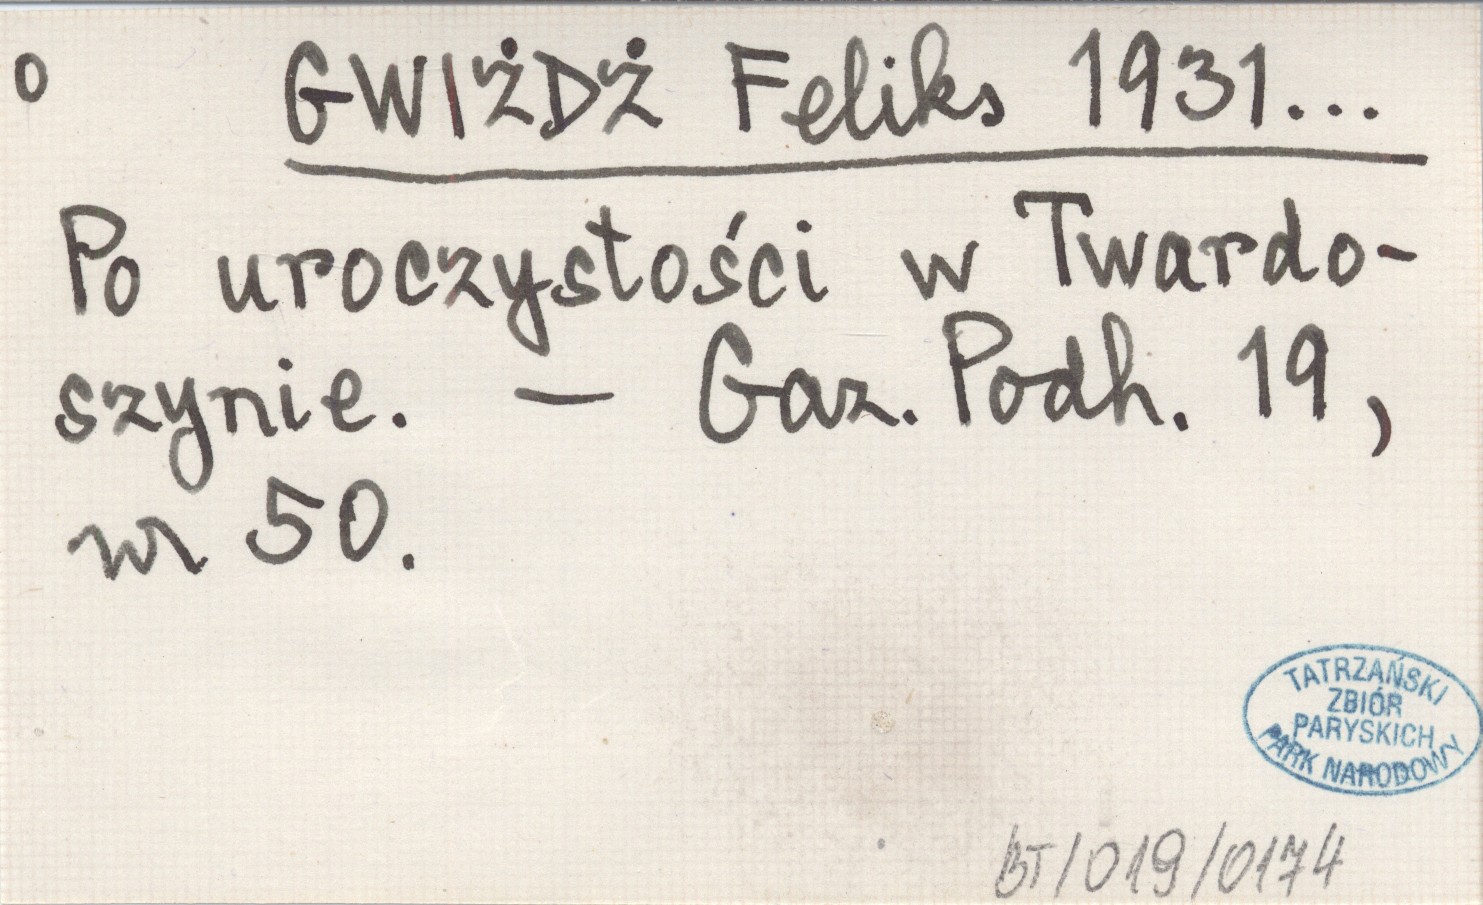 o GWIŻDŻ Feliks 1931...
Po uroczystości w Twardo-
szynie. — Gaz. Podh. 19,
nr 50.
TATRZAŃSKI
ZBIÓR
PARYSKICH
PARK NARODOWY
BT/019/0174